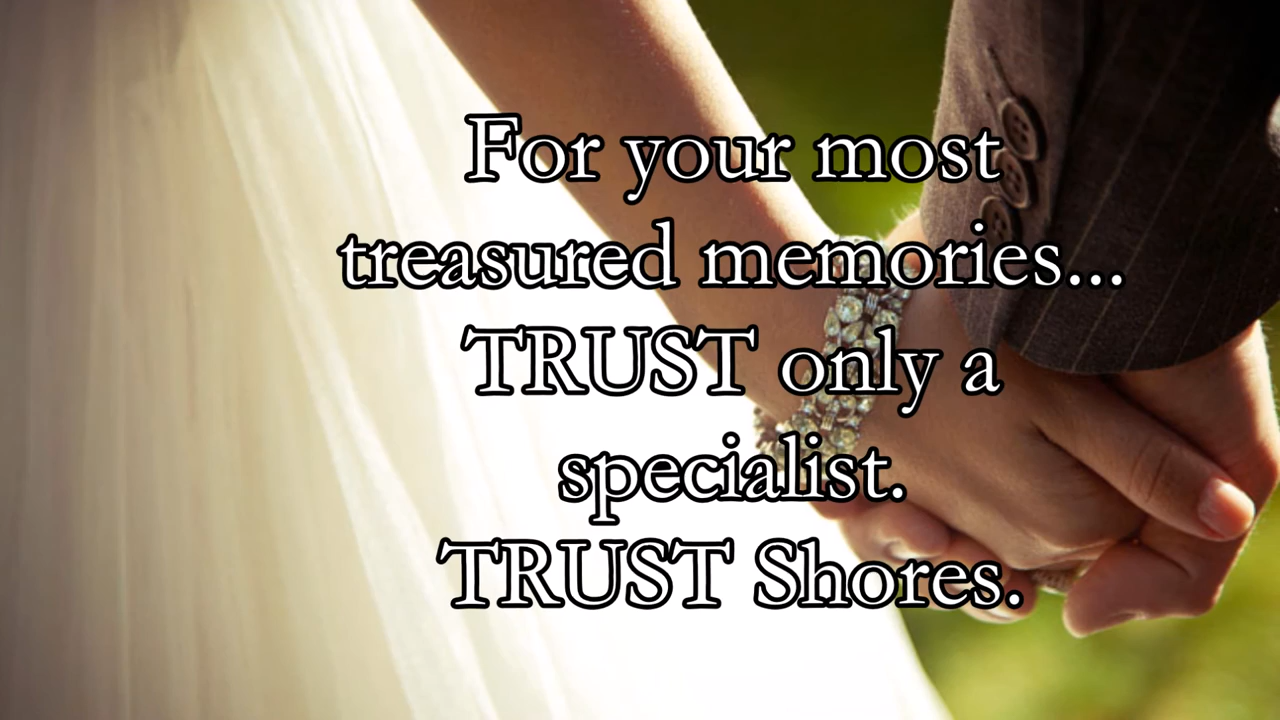 For your most
treasured memories...
TRUST only a
specialist.
TRUST Shores.